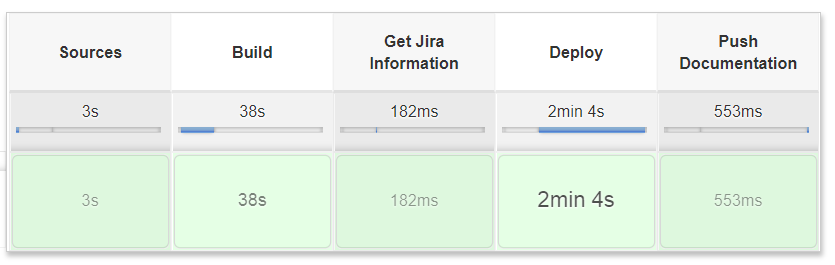 Sources
Build
Get Jira
Information
Deploy
Push
Documentation
3s
38s
182ms
2min 4s
553ms
3s
38s
182ms
2min 4s
553ms